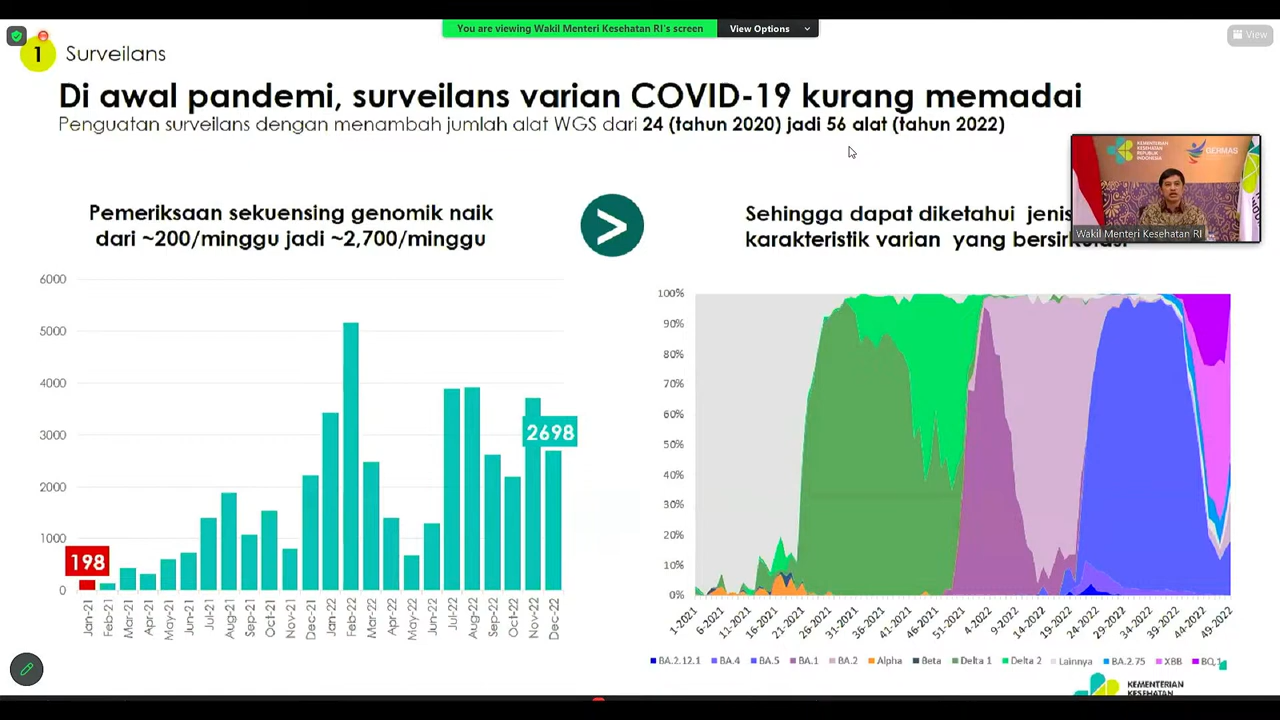 You are viewing Wakil Menteri Kesehatan RI's screen
View Options
View
1 Surveilans
Di awal pandemi, surveilans varian COVID-19 kurang memadai
Penguatan surveilans dengan menambah jumlah alat WGS dari 24 (tahun 2020) jadi 56 alat (tahun 2022)
KEMENTERIAN
KESEHATAN
REPUBLIK
INDONESIA
GERMAS
Wakil Menteri Kesehatan RI
Pemeriksaan sekuensing genomik naik
dari ~200/minggu jadi ~2,700/minggu
>
Sehingga dapat diketahui jenis
karakteristik varian yang
6000
5000
4000
3000
2000
1000
0
198
2698
Jan-21
Feb-21
Mar-21
Apr-21
May-21
Jun-21
Jul-21
Aug-21
Sep-21
Oct-21
Nov-21
Dec-21
Jan-22
Feb-22
Mar-22
Apr-22
May-22
Jun-22
Jul-22
Aug-22
Sep-22
Oct-22
Nov-22
Dec-22
100%
90%
80%
70%
60%
50%
40%
30%
20%
10%
0%
1-2021
6-2021
11-2021
16-2021
21-2021
26-2021
31-2021
36-2021
41-2021
46-2021
51-2021
4-2022
9-2022
14-2022
19-2022
24-2022
29-2022
34-2022
39-2022
44-2022
49-2022
BA.2.12.1 BA.4 BA.5 BA.1 BA.2 Alpha Beta Delta 1 Delta 2 Lainnya BA.2.75 XBB BQ.1
KEMENTERIAN
KESEHATAN